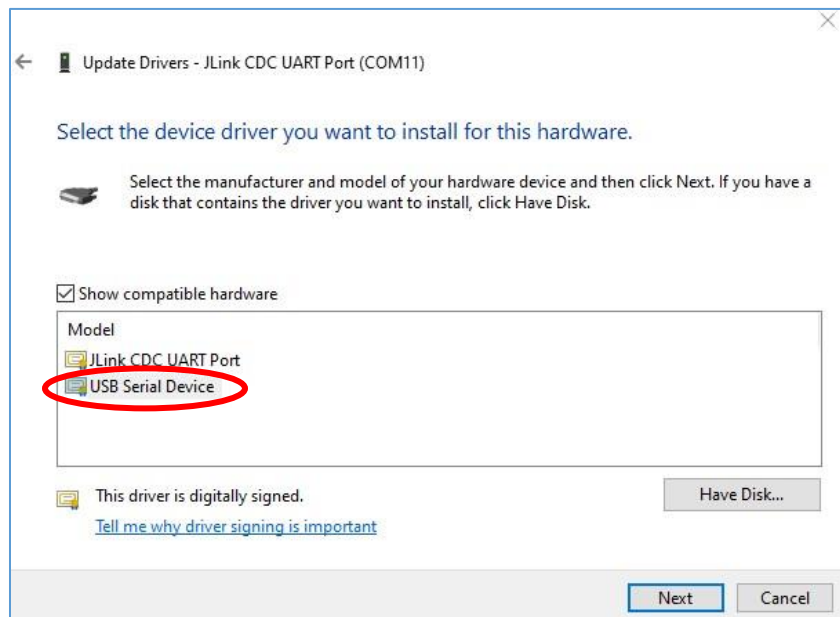 Update Drivers - JLink CDC UART Port (COM11)
Select the device driver you want to install for this hardware.
Select the manufacturer and model of your hardware device and then click Next. If you have a
disk that contains the driver you want to install, click Have Disk.
Show compatible hardware
Model
JLink CDC UART Port
USB Serial Device
This driver is digitally signed.
Have Disk...
Tell me why driver signing is important
Next
Cancel